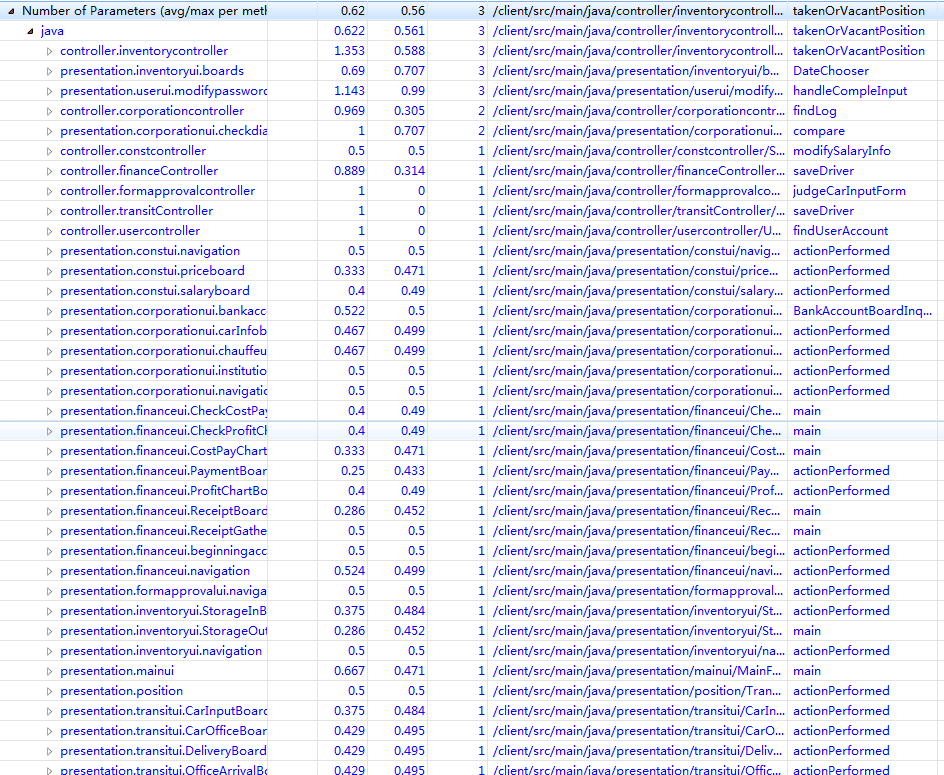 Number of Parameters (avg/max per meth 0.62 0.56 3 /client/src/main/java/controller/inventorycontroll... takenOrVacantPosition
java 0.622 0.561 3 /client/src/main/java/controller/inventorycontroll... takenOrVacantPosition
controller.inventorycontroller 1.353 0.588 3 /client/src/main/java/controller/inventorycontroll... takenOrVacantPosition
presentation.inventoryui.boards 0.69 0.707 3 /client/src/main/java/presentation/inventoryui/b... DateChooser
presentation.userui.modifypassword 1.143 0.99 3 /client/src/main/java/presentation/userui/modify... handleCompleInput
controller.corporationcontroller 0.969 0.305 2 /client/src/main/java/controller/corporationcontr... findLog
presentation.corporationui.checkdia 1 0.707 2 /client/src/main/java/presentation/corporationui... compare
controller.constcontroller 0.5 0.5 1 /client/src/main/java/controller/constcontroller/S... modifySalaryInfo
controller.financeController 0.889 0.314 1 /client/src/main/java/controller/financeController... saveDriver
controller.formapprovalcontroller 1 0 1 /client/src/main/java/controller/formapprovalco... judgeCarInputForm
controller.transitController 1 0 1 /client/src/main/java/controller/transitController/... saveDriver
controller.usercontroller 1 0 1 /client/src/main/java/controller/usercontroller/U... findUserAccount
presentation.constui.navigation 0.5 0.5 1 /client/src/main/java/presentation/constui/navig... actionPerformed
presentation.constui.priceboard 0.333 0.471 1 /client/src/main/java/presentation/constui/price... actionPerformed
presentation.constui.salaryboard 0.4 0.49 1 /client/src/main/java/presentation/constui/salary... actionPerformed
presentation.corporationui.bankacc 0.522 0.5 1 /client/src/main/java/presentation/corporationui... BankAccountBoardInq...
presentation.corporationui.carInfob 0.467 0.499 1 /client/src/main/java/presentation/corporationui... actionPerformed
presentation.corporationui.chauffeu 0.467 0.499 1 /client/src/main/java/presentation/corporationui... actionPerformed
presentation.corporationui.institutio 0.5 0.5 1 /client/src/main/java/presentation/corporationui... actionPerformed
presentation.corporationui.navigatio 0.5 0.5 1 /client/src/main/java/presentation/corporationui... actionPerformed
presentation.financeui.CheckCostPay 0.4 0.49 1 /client/src/main/java/presentation/financeui/Che... main
presentation.financeui.CheckProfitCh 0.4 0.49 1 /client/src/main/java/presentation/financeui/Che... main
presentation.financeui.CostPayChart 0.333 0.471 1 /client/src/main/java/presentation/financeui/Cost... main
presentation.financeui.PaymentBoar 0.25 0.433 1 /client/src/main/java/presentation/financeui/Pay... actionPerformed
presentation.financeui.ProfitChartBo 0.4 0.49 1 /client/src/main/java/presentation/financeui/Prof... actionPerformed
presentation.financeui.ReceiptBoard 0.286 0.452 1 /client/src/main/java/presentation/financeui/Rec... main
presentation.financeui.ReceiptGathe 0.5 0.5 1 /client/src/main/java/presentation/financeui/Rec... main
presentation.financeui.beginningacc 0.5 0.5 1 /client/src/main/java/presentation/financeui/begi... actionPerformed
presentation.financeui.navigation 0.524 0.499 1 /client/src/main/java/presentation/financeui/navi... actionPerformed
presentation.formapprovalui.naviga 0.5 0.5 1 /client/src/main/java/presentation/formapproval... actionPerformed
presentation.inventoryui.StorageInB 0.375 0.484 1 /client/src/main/java/presentation/inventoryui/St... actionPerformed
presentation.inventoryui.StorageOut 0.286 0.452 1 /client/src/main/java/presentation/inventoryui/St... main
presentation.inventoryui.navigation 0.5 0.5 1 /client/src/main/java/presentation/inventoryui/na... actionPerformed
presentation.mainui 0.667 0.471 1 /client/src/main/java/presentation/mainui/MainF... main
presentation.position 0.5 0.5 1 /client/src/main/java/presentation/position/Tran... actionPerformed
presentation.transitui.CarInputBoard 0.375 0.484 1 /client/src/main/java/presentation/transitui/CarIn... actionPerformed
presentation.transitui.CarOfficeBoar 0.429 0.495 1 /client/src/main/java/presentation/transitui/CarO... actionPerformed
presentation.transitui.DeliveryBoard 0.429 0.495 1 /client/src/main/java/presentation/transitui/Deliv... actionPerformed
presentation.transitui.OfficeArrivalBo 0.429 0.495 1 /client/src/main/java/presentation/transitui/Offic... actionPerformed